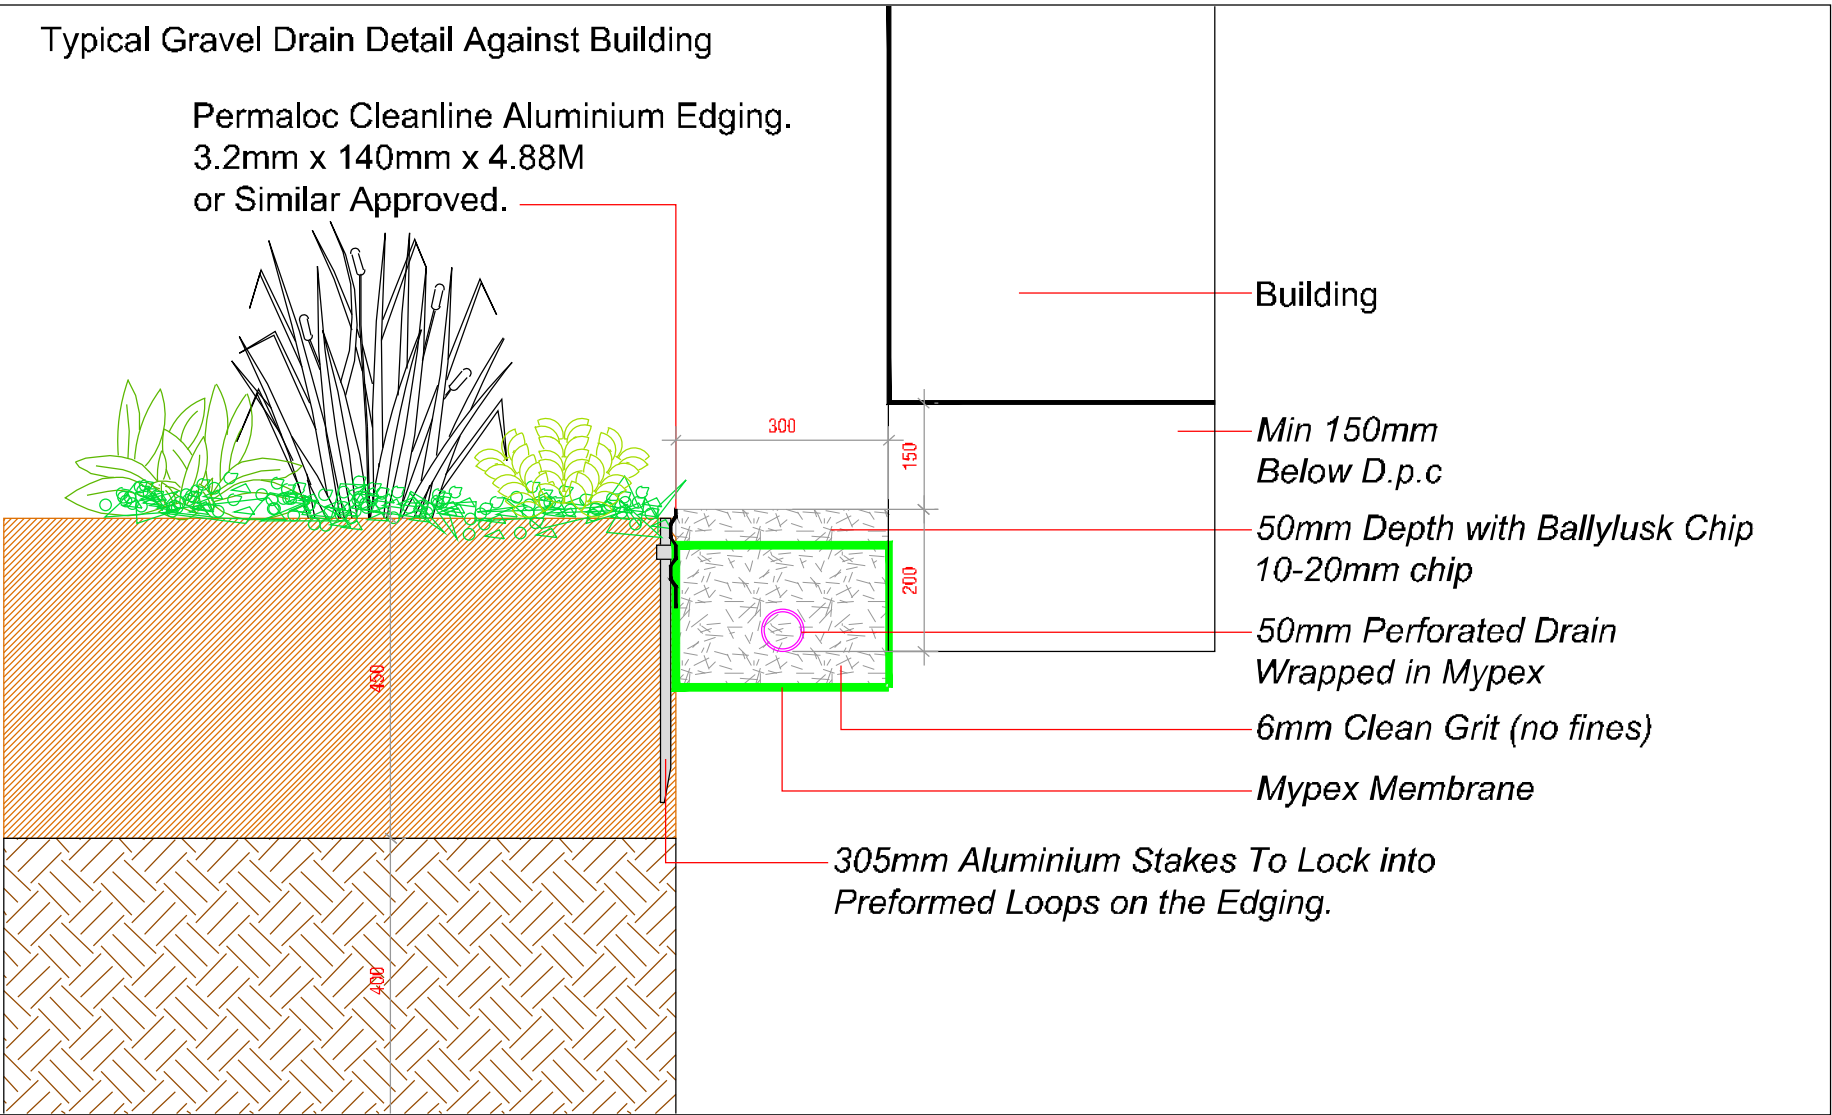 Typical Gravel Drain Detail Against Building
Permaloc Cleanline Aluminium Edging.
3.2mm x 140mm x 4.88M
or Similar Approved.
Building
300
150
Min 150mm
Below D.p.c
50mm Depth with Ballylusk Chip
10-20mm chip
200
50mm Perforated Drain
Wrapped in Mypex
450
6mm Clean Grit (no fines)
Mypex Membrane
305mm Aluminium Stakes To Lock into
Preformed Loops on the Edging.
400